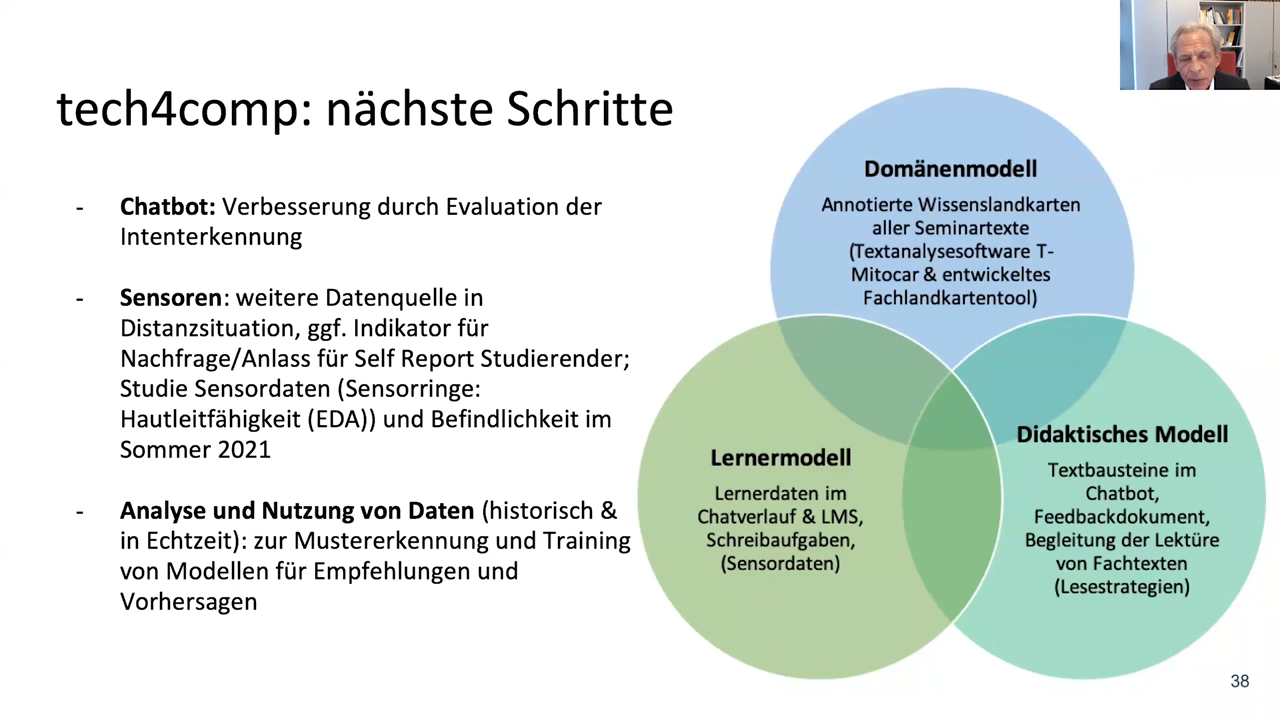 tech4comp: nächste Schritte
- Chatbot: Verbesserung durch Evaluation der
Intenterkennung
- Sensoren: weitere Datenquelle in
Distanzsituation, ggf. Indikator für
Nachfrage/Anlass für Self Report Studierender;
Studie Sensordaten (Sensorringe:
Hautleitfähigkeit (EDA)) und Befindlichkeit im
Sommer 2021
- Analyse und Nutzung von Daten (historisch &
in Echtzeit): zur Mustererkennung und Training
von Modellen für Empfehlungen und
Vorhersagen
Domänenmodell
Annotierte Wissenslandkarten
aller Seminartexte
(Textanalysesoftware T-
Mitocar & entwickeltes
Fachlandkartentool)
Lernermodell
Lernerdaten im
Chatverlauf & LMS,
Schreibaufgaben,
(Sensordaten)
Didaktisches Modell
Textbausteine im
Chatbot,
Feedbackdokument,
Begleitung der Lektüre
von Fachtexten
(Lesestrategien)
38